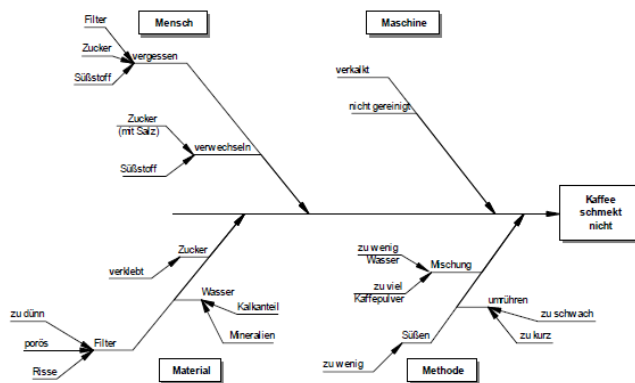 Mensch
Filter
Zucker
Süßstoff
vergessen
Zucker
(mit Salz)
Süßstoff
verwechseln
Maschine
verkalkt
nicht gereinigt
Kaffee
schmekt
nicht
Zucker
verklebt
Wasser
Kalkanteil
Mineralien
zu dünn
porös
Risse
Filter
Material
zu wenig
Wasser
Mischung
zu viel
Kaffepulver
umrühren
zu schwach
zu kurz
Süßen
zu wenig
Methode